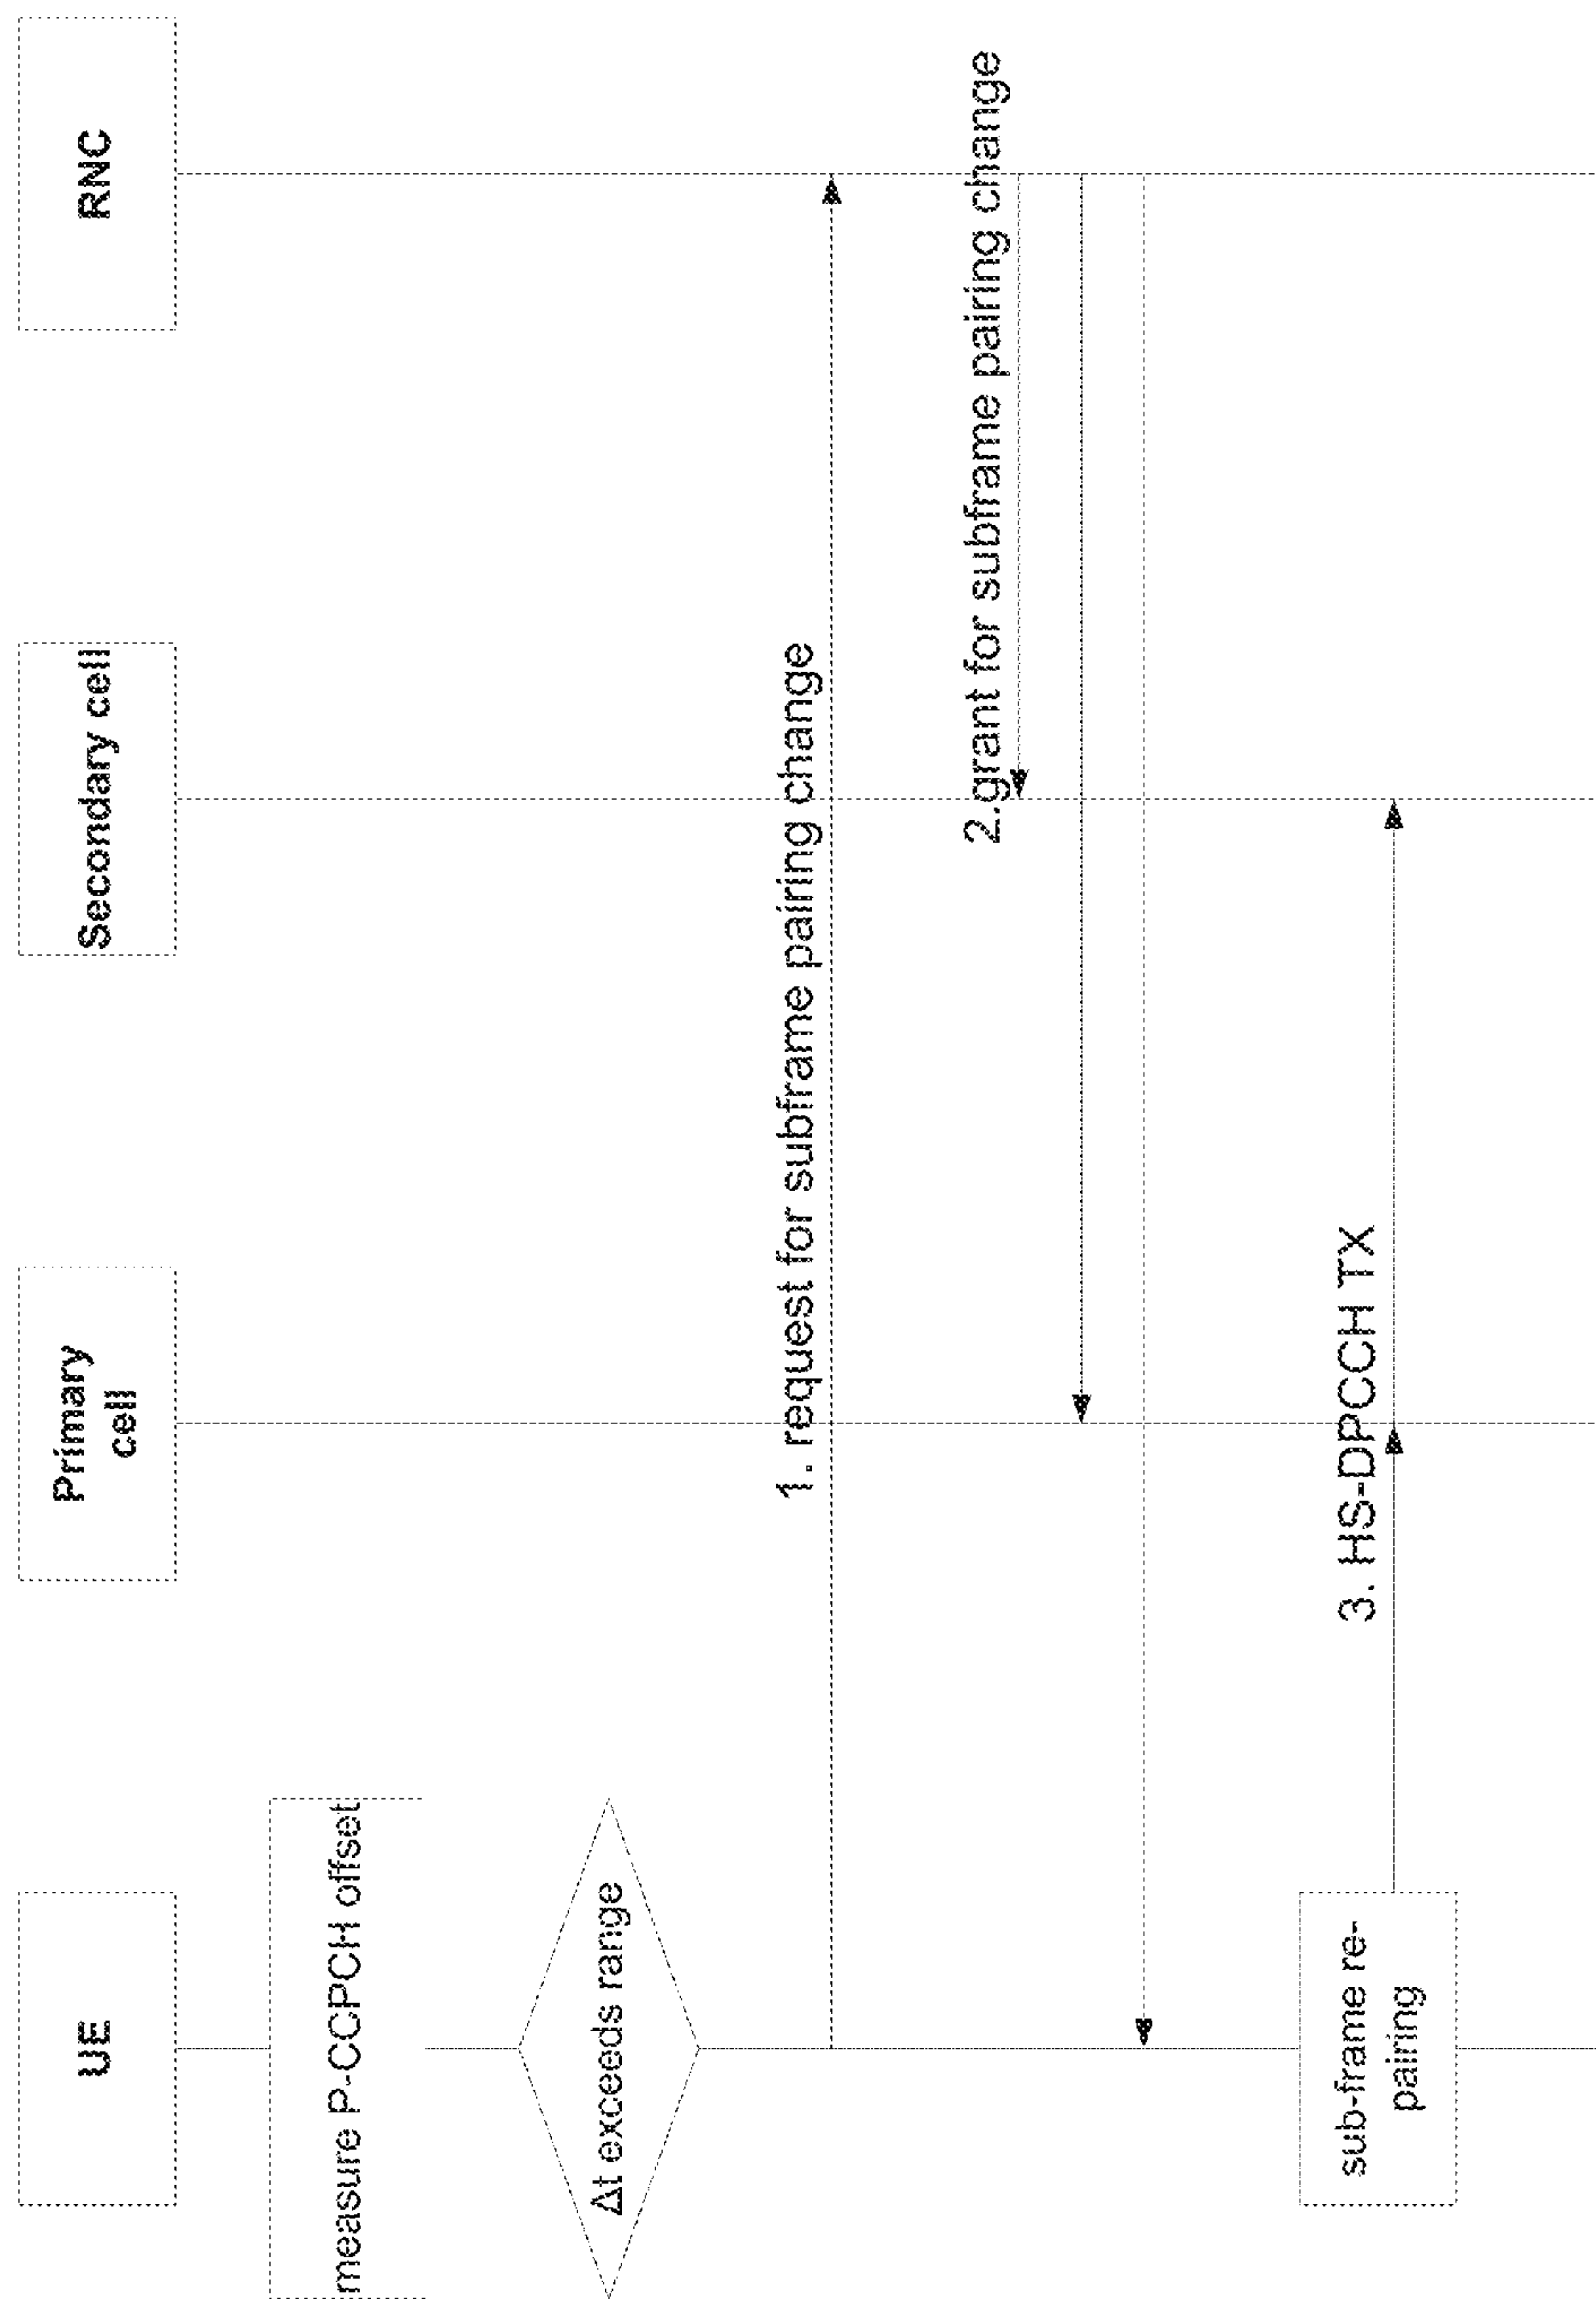 UE
Primary
cell
Secondary cell
RNC
measure P-CCPCH offset
Δt exceeds range
1. request for subframe pairing change
2.grant for subframe pairing change
sub-frame re-
pairing
3. HS-DPCCH TX